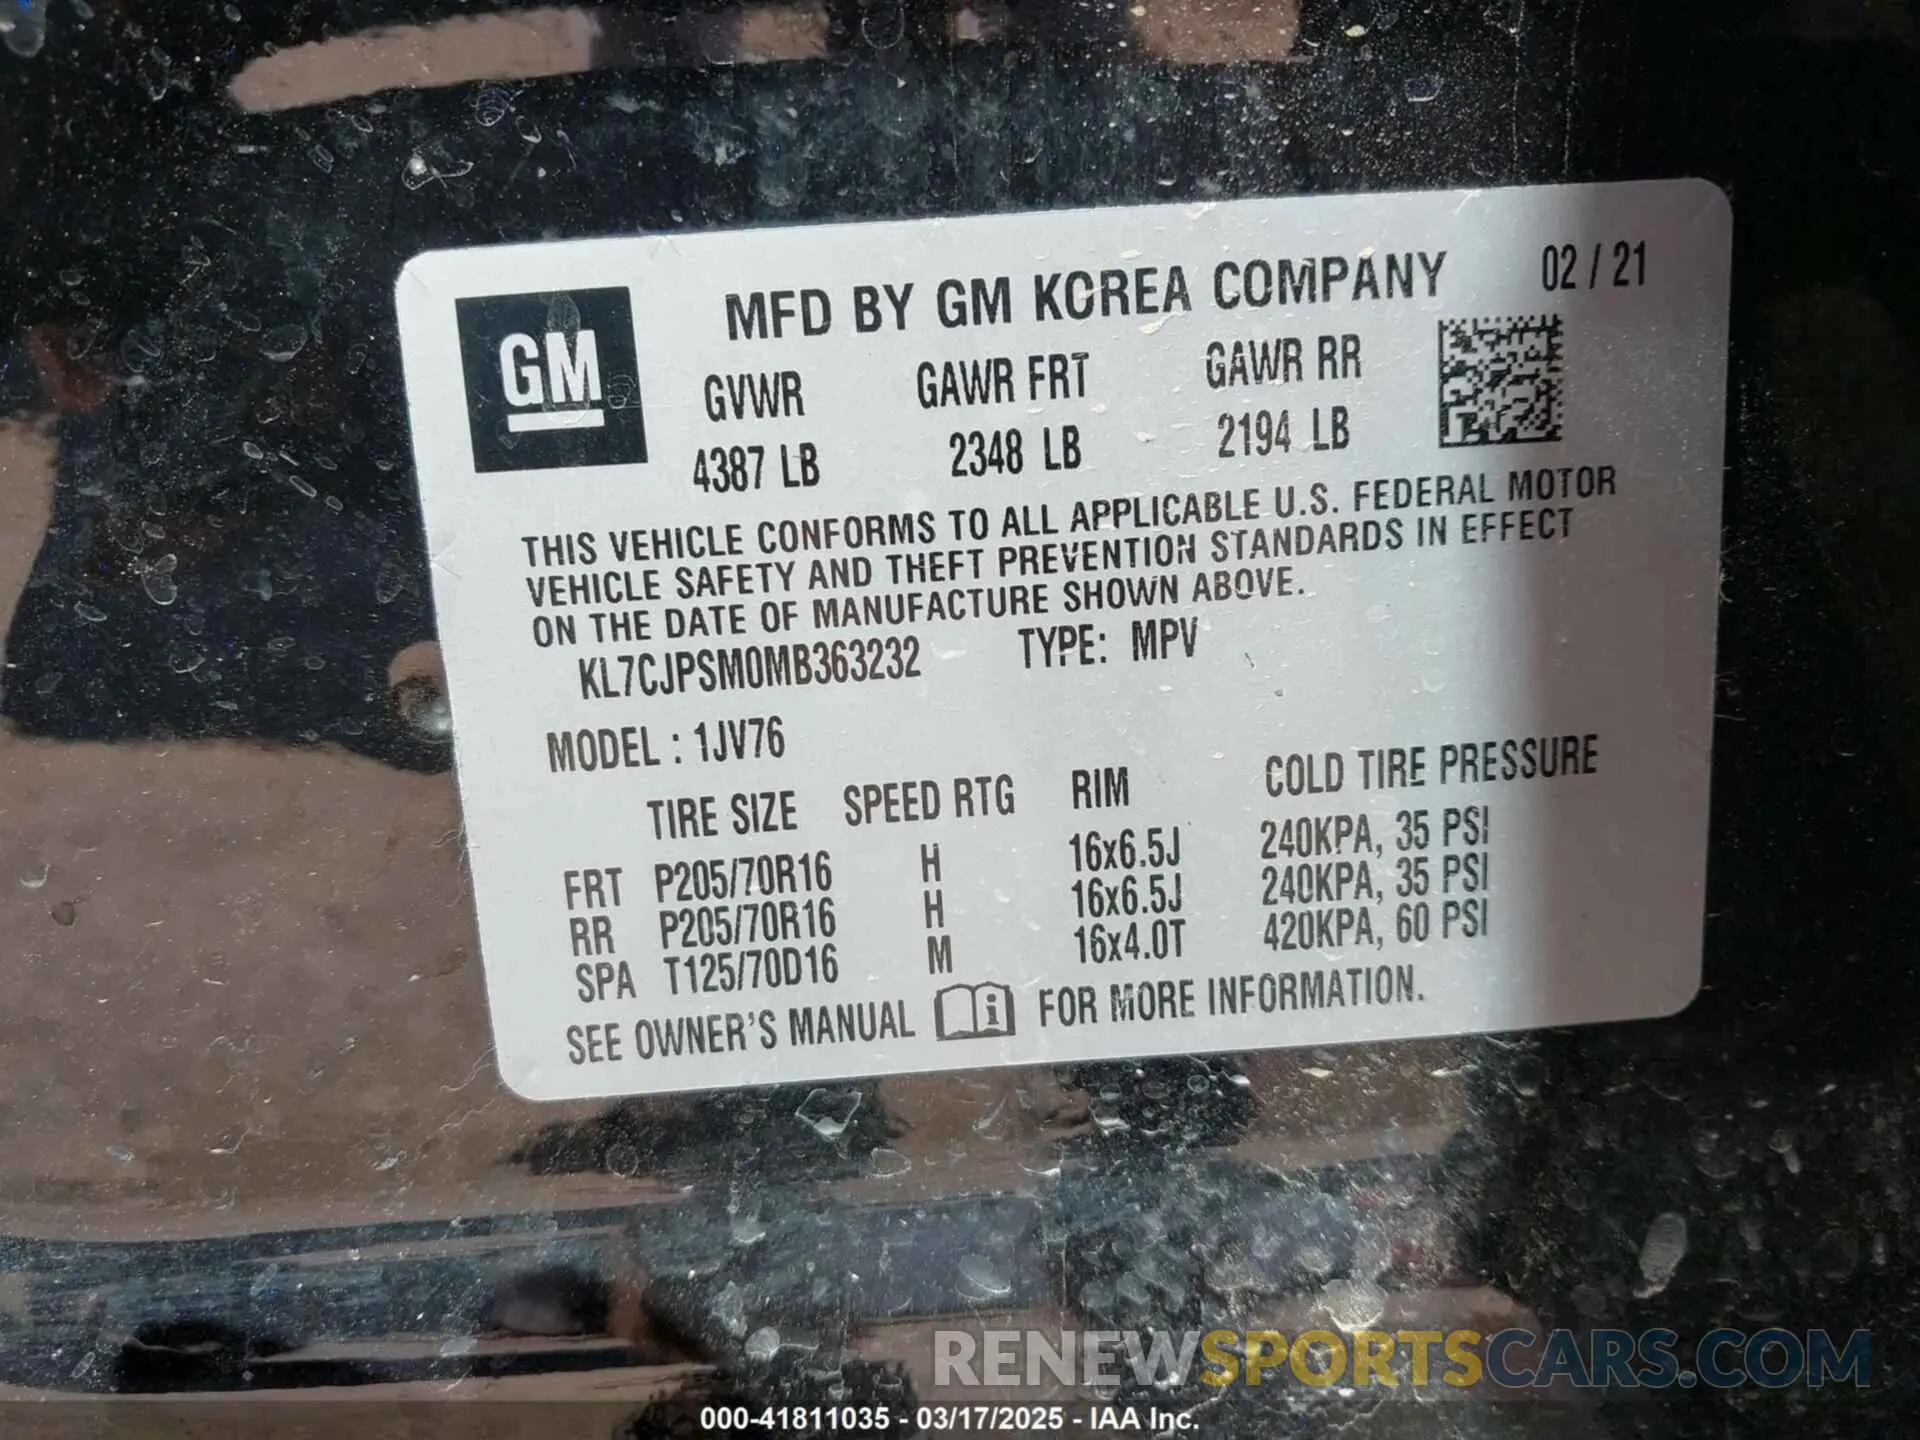 GM
MFD BY GM KOREA COMPANY 02 / 21
GVWR GAWR FRT GAWR RR
4387 LB 2348 LB 2194 LB
THIS VEHICLE CONFORMS TO ALL APPLICABLE U.S. FEDERAL MOTOR
VEHICLE SAFETY AND THEFT PREVENTION STANDARDS IN EFFECT
ON THE DATE OF MANUFACTURE SHOWN ABOVE.
KL7CJPSM0MB363232 TYPE: MPV
MODEL : 1JV76
TIRE SIZE SPEED RTG RIM COLD TIRE PRESSURE
FRT P205/70R16 H 16x6.5J 240KPA, 35 PSI
RR P205/70R16 H 16x6.5J 240KPA, 35 PSI
SPA T125/70D16 M 16x4.0T 420KPA, 60 PSI
SEE OWNER'S MANUAL i FOR MORE INFORMATION.
RENEWSPORTSCARS.COM
000-41811035 - 03/17/2025 - IAA Inc.